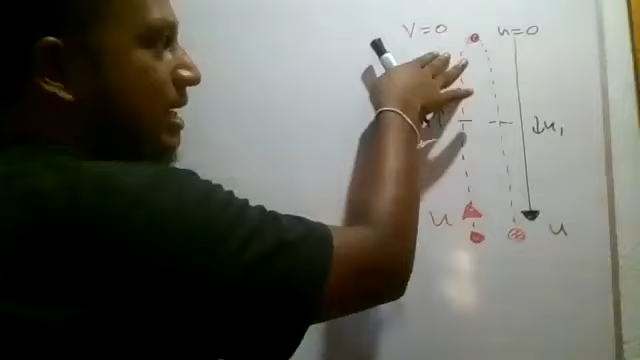 V=0 u=0
↓u₁
u u